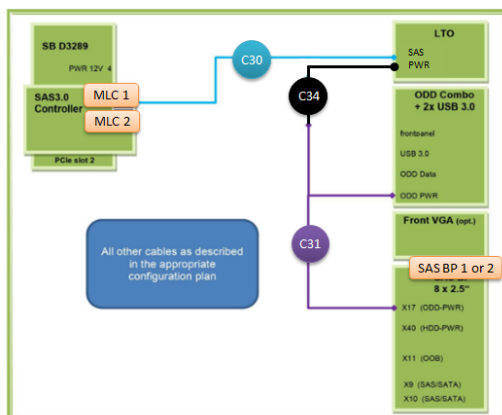 SB D3289
PWR 12V 4
SAS3.0
Controller
MLC 1
MLC 2
PCIe slot 2
C30
C34
C31
LTO
SAS
PWR
ODD Combo
+ 2x USB 3.0
frontpanel
USB 3.0
ODD Data
ODD PWR
Front VGA (opt.)
SAS BP 1 or 2
8 x 2.5"
X17 (ODD-PWR)
X40 (HDD-PWR)
X11 (OOB)
X9 (SAS/SATA)
X10 (SAS/SATA)
All other cables as described
in the appropriate
configuration plan